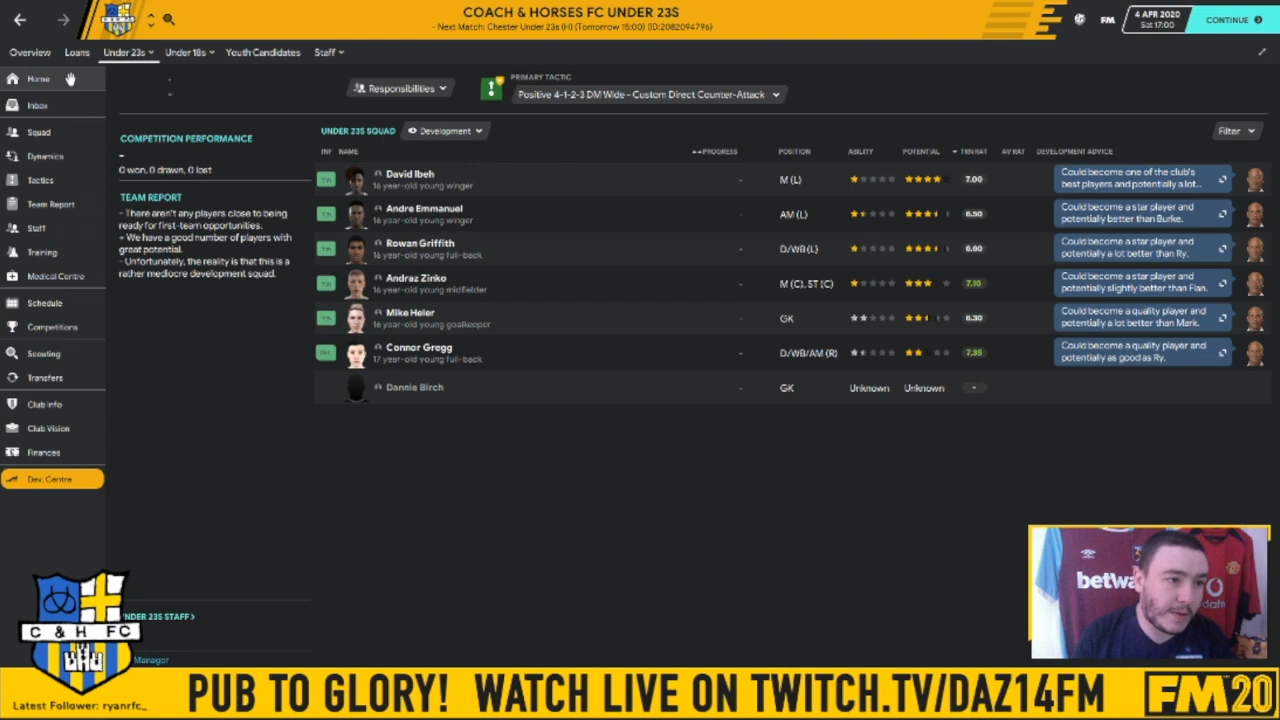 COACH & HORSES FC UNDER 23S
- Next Match: Chester Under 23s (H) (Tomorrow 15:00) (ID:2082094796)
FM
4 APR 2020
Sat 17:00
CONTINUE
Overview Loans Under 23s Under 18s Youth Candidates Staff
Home
Inbox
Squad
Dynamics
Tactics
Team Report
Staff
Training
Medical Centre
Schedule
Competitions
Scouting
Transfers
Club Info
Club Vision
Finances
Dev. Centre
-
-
Responsibilities
PRIMARY TACTIC
Positive 4-1-2-3 DM Wide - Custom Direct Counter-Attack
COMPETITION PERFORMANCE
-
0 won, 0 drawn, 0 lost
TEAM REPORT
- There aren't any players close to being
ready for first-team opportunities.
+ We have a good number of players with
great potential.
- Unfortunately, the reality is that this is a
rather mediocre development squad.
UNDER 23S SQUAD Development Filter
INF NAME PROGRESS POSITION ABILITY POTENTIAL TRN RAT AV RAT DEVELOPMENT ADVICE
David Ibeh
16 year-old young winger
- M (L) 7.00
Could become one of the club's
best players and potentially a lot...
Andre Emmanuel
16 year-old young winger
- AM (L) 6.50
Could become a star player and
potentially better than Burke.
Rowan Griffith
16 year-old young full-back
- D/WB (L) 6.60
Could become a star player and
potentially a lot better than Ry.
Andraz Zinko
16 year-old young midfielder
- M (C), ST (C) 7.10
Could become a star player and
potentially slightly better than Flan.
Mike Heler
16 year-old young goalkeeper
- GK 6.30
Could become a quality player and
potentially a lot better than Mark.
Connor Gregg
17 year-old young full-back
- D/WB/AM (R) 7.35
Could become a quality player and
potentially as good as Ry.
Dannie Birch - GK Unknown Unknown -
NDER 23S STAFF >
Manager
C & H FC
betwa
PUB TO GLORY! WATCH LIVE ON TWITCH.TV/DAZ14FM
FM20
Latest Follower: ryanrfc_